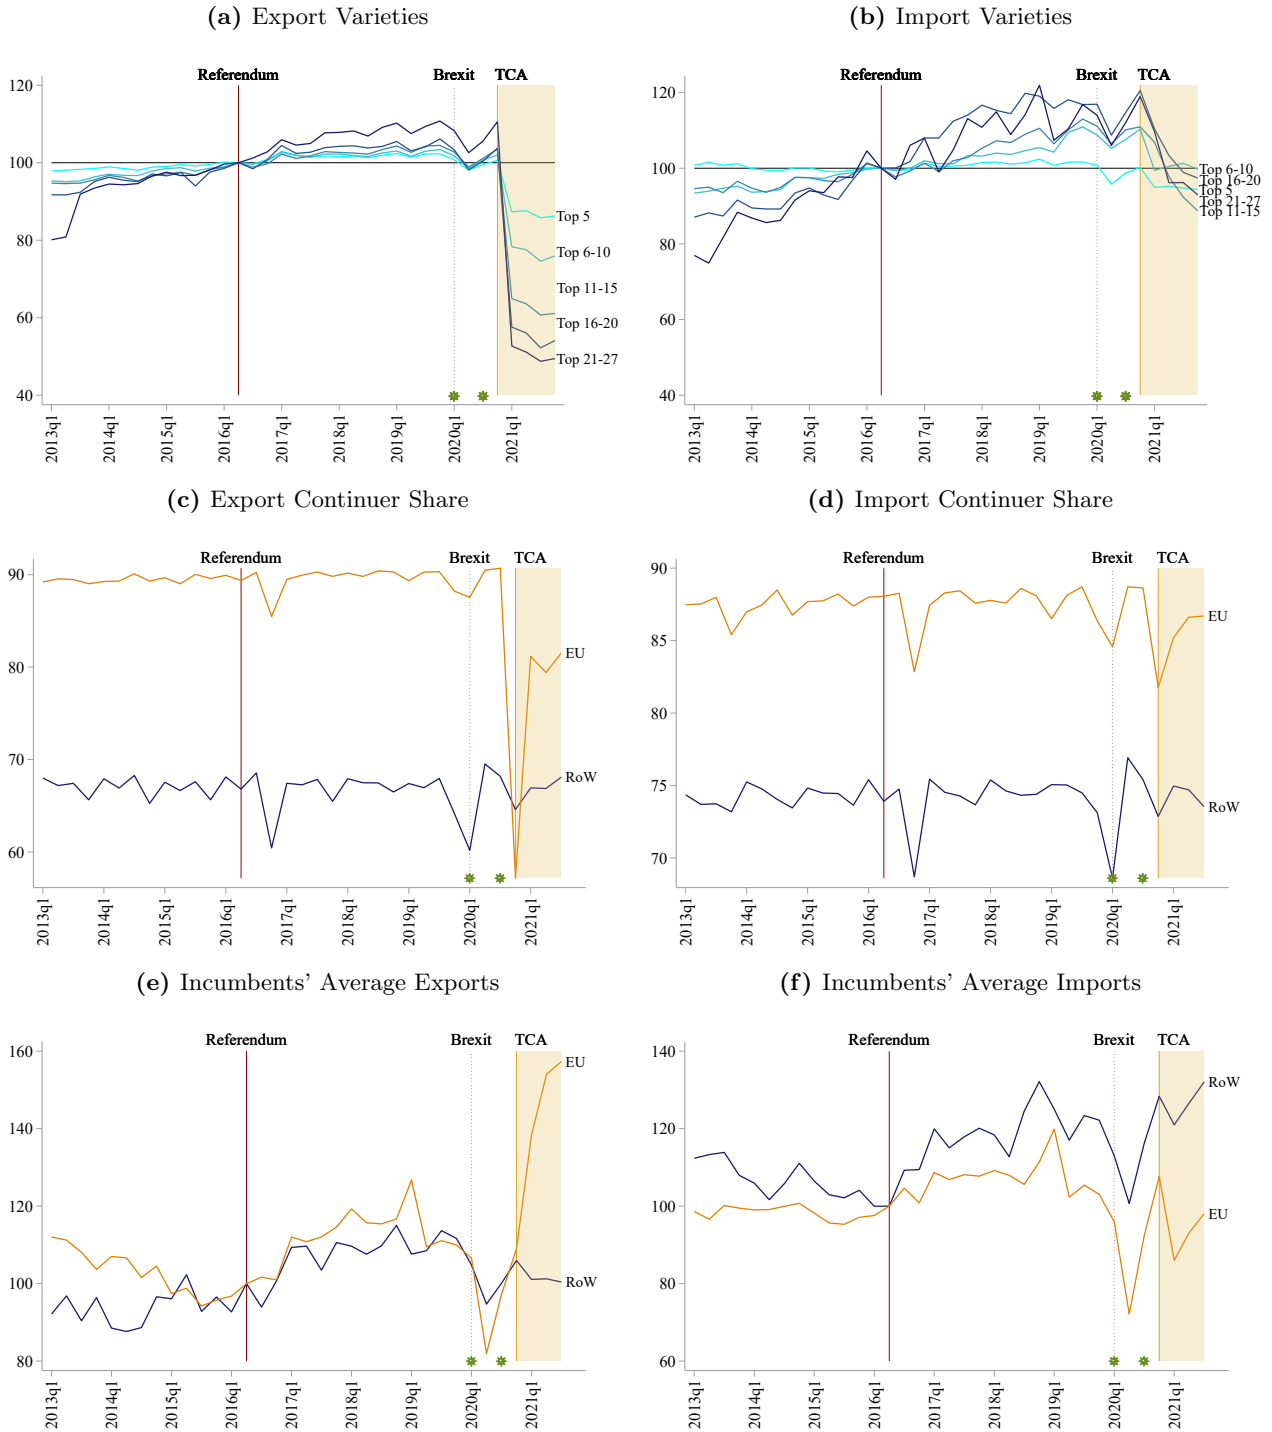 (a) Export Varieties
Referendum Brexit TCA
120
100
80
60
40
Top 5
Top 6-10
Top 11-15
Top 16-20
Top 21-27
2013q1 2014q1 2015q1 2016q1 2017q1 2018q1 2019q1 2020q1 2021q1
(b) Import Varieties
Referendum Brexit TCA
120
100
80
60
40
Top 6-10
Top 16-20
Top 5
Top 21-27
Top 11-15
2013q1 2014q1 2015q1 2016q1 2017q1 2018q1 2019q1 2020q1 2021q1
(c) Export Continuer Share
Referendum Brexit TCA
90
80
70
60
EU
RoW
2013q1 2014q1 2015q1 2016q1 2017q1 2018q1 2019q1 2020q1 2021q1
(d) Import Continuer Share
Referendum Brexit TCA
90
85
80
75
70
EU
RoW
2013q1 2014q1 2015q1 2016q1 2017q1 2018q1 2019q1 2020q1 2021q1
(e) Incumbents' Average Exports
Referendum Brexit TCA
160
140
120
100
80
EU
RoW
2013q1 2014q1 2015q1 2016q1 2017q1 2018q1 2019q1 2020q1 2021q1
(f) Incumbents' Average Imports
Referendum Brexit TCA
140
120
100
80
60
RoW
EU
2013q1 2014q1 2015q1 2016q1 2017q1 2018q1 2019q1 2020q1 2021q1